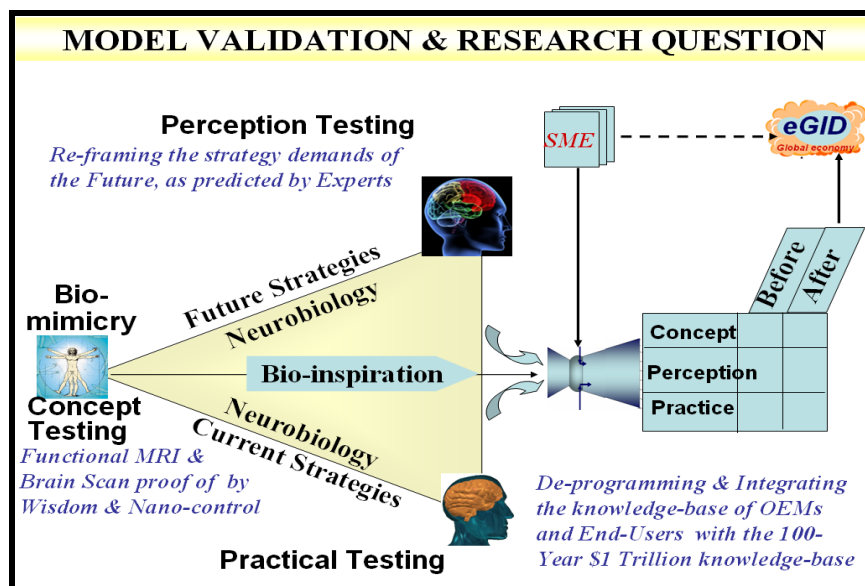 MODEL VALIDATION & RESEARCH QUESTION
Perception Testing
Re-framing the strategy demands of
the Future, as predicted by Experts
SME
eGID
Global economy
Before
After
Future Strategies
Neurobiology
Bio-
mimicry
Bio-inspiration
Concept
Testing
Functional MRI &
Brain Scan proof of by
Wisdom & Nano-control
Neurobiology
Current Strategies
Practical Testing
Concept
Perception
Practice
De-programming & Integrating
the knowledge-base of OEMs
and End-Users with the 100-
Year $1 Trillion knowledge-base